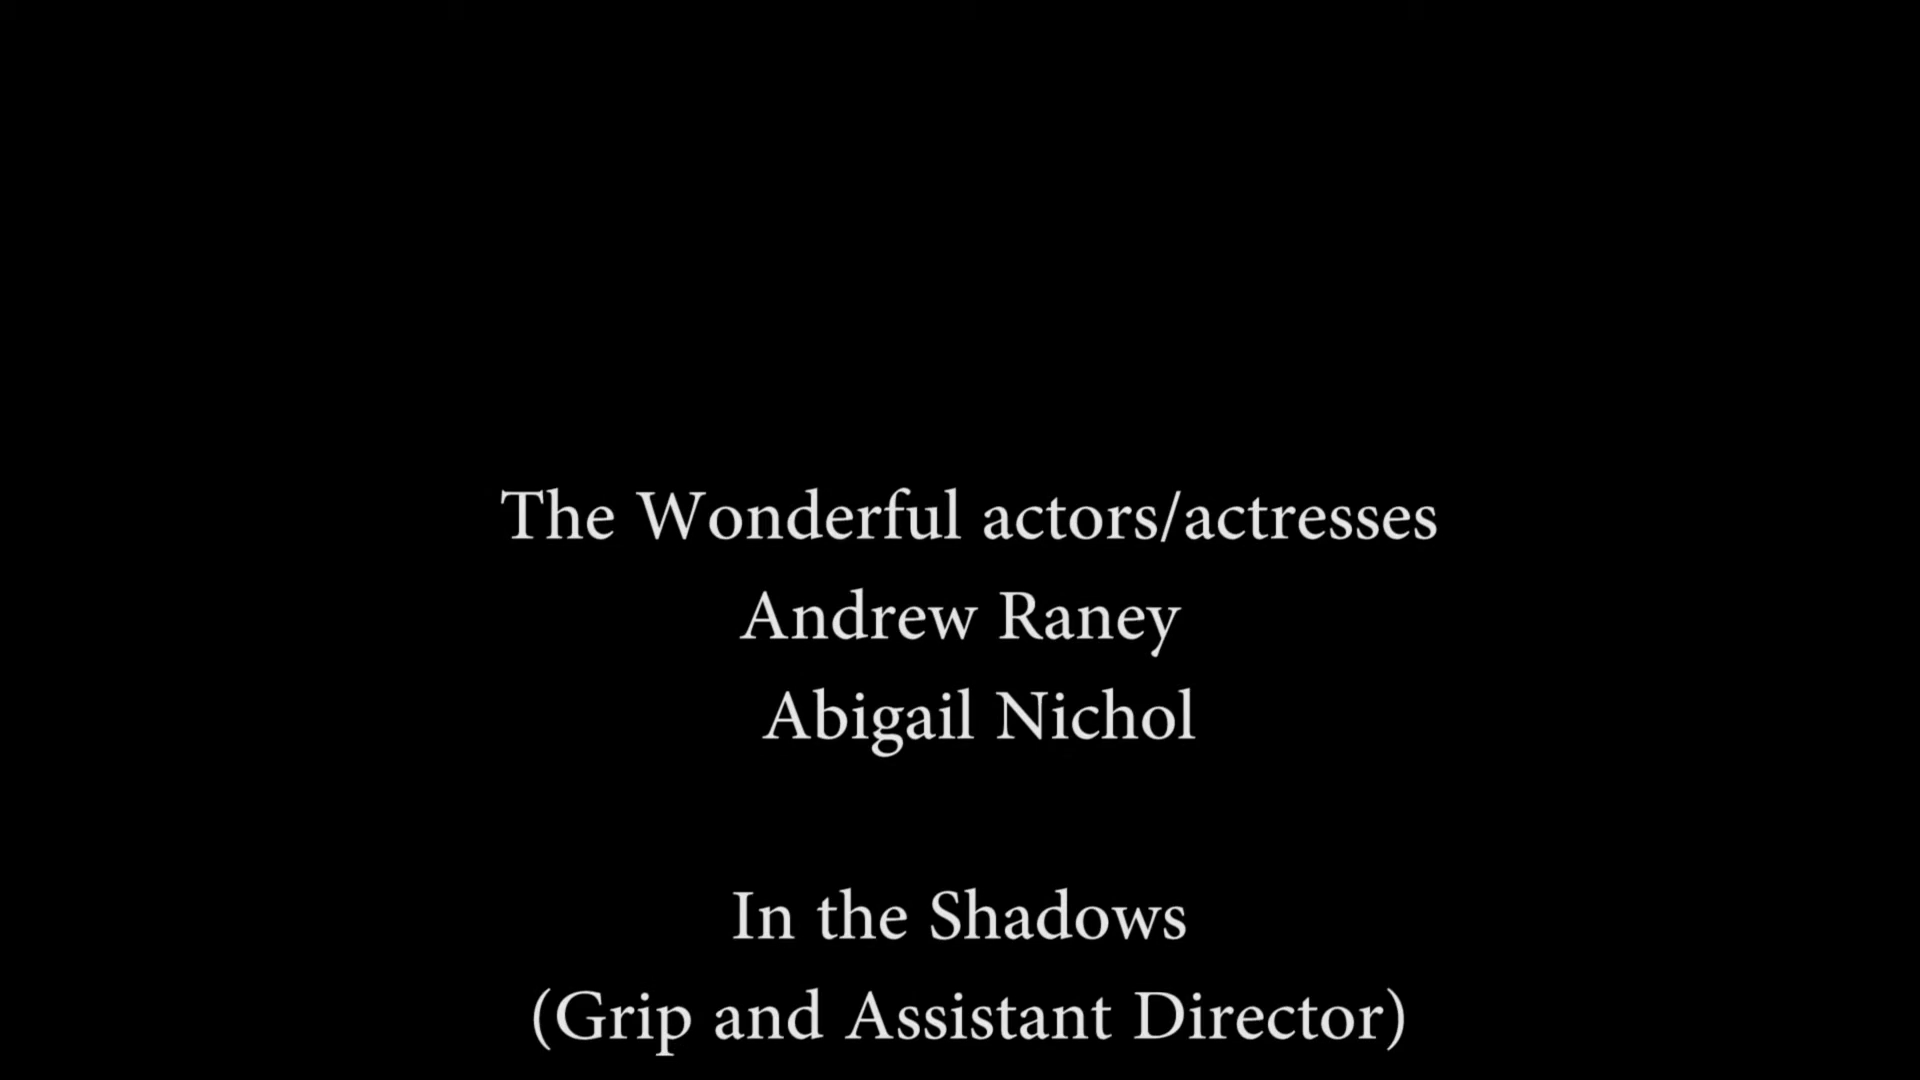 The Wonderful actors/actresses
Andrew Raney
Abigail Nichol
In the Shadows
(Grip and Assistant Director)